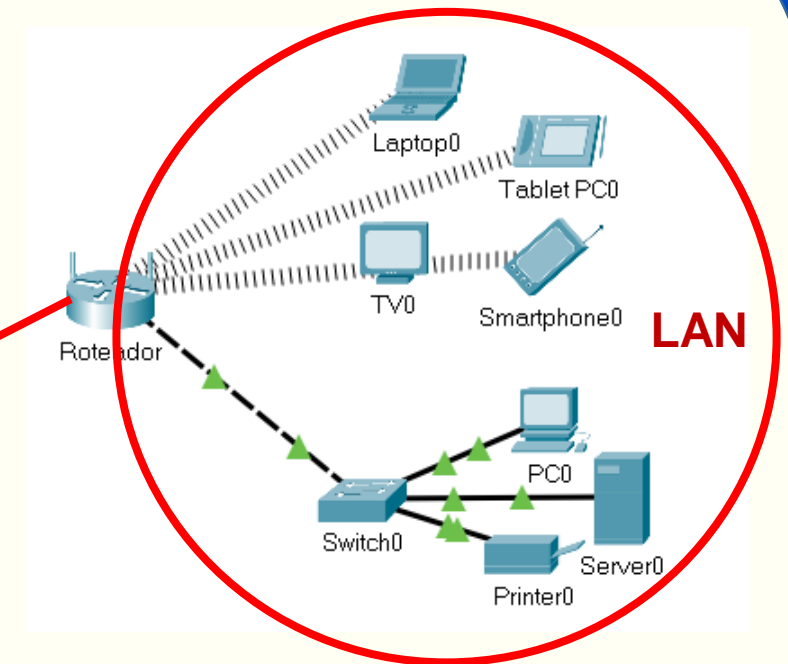 Laptop0
Tablet PC0
TV0
Smartphone0
LAN
Roteador
PC0
Switch0
Server0
Printer0